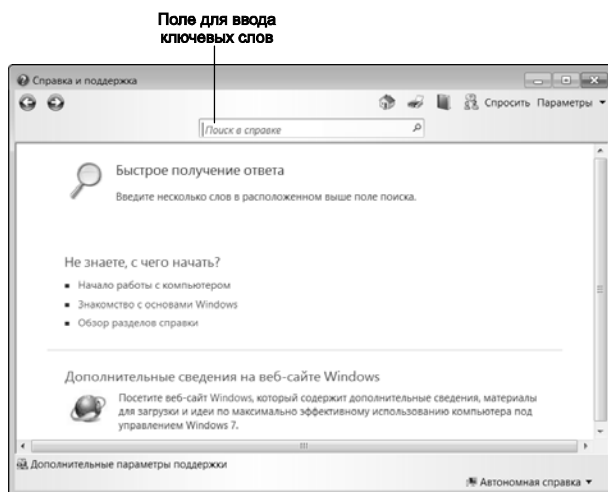 Поле для ввода
ключевых слов
Справка и поддержка
Спросить Параметры
Поиск в справке
Быстрое получение ответа
Введите несколько слов в расположенном выше поле поиска.
Не знаете, с чего начать?
Начало работы с компьютером
Знакомство с основами Windows
Обзор разделов справки
Дополнительные сведения на веб-сайте Windows
Посетите веб-сайт Windows, который содержит дополнительные сведения, материалы
для загрузки и идеи по максимально эффективному использованию компьютера под
управлением Windows 7.
Дополнительные параметры поддержки
Автономная справка